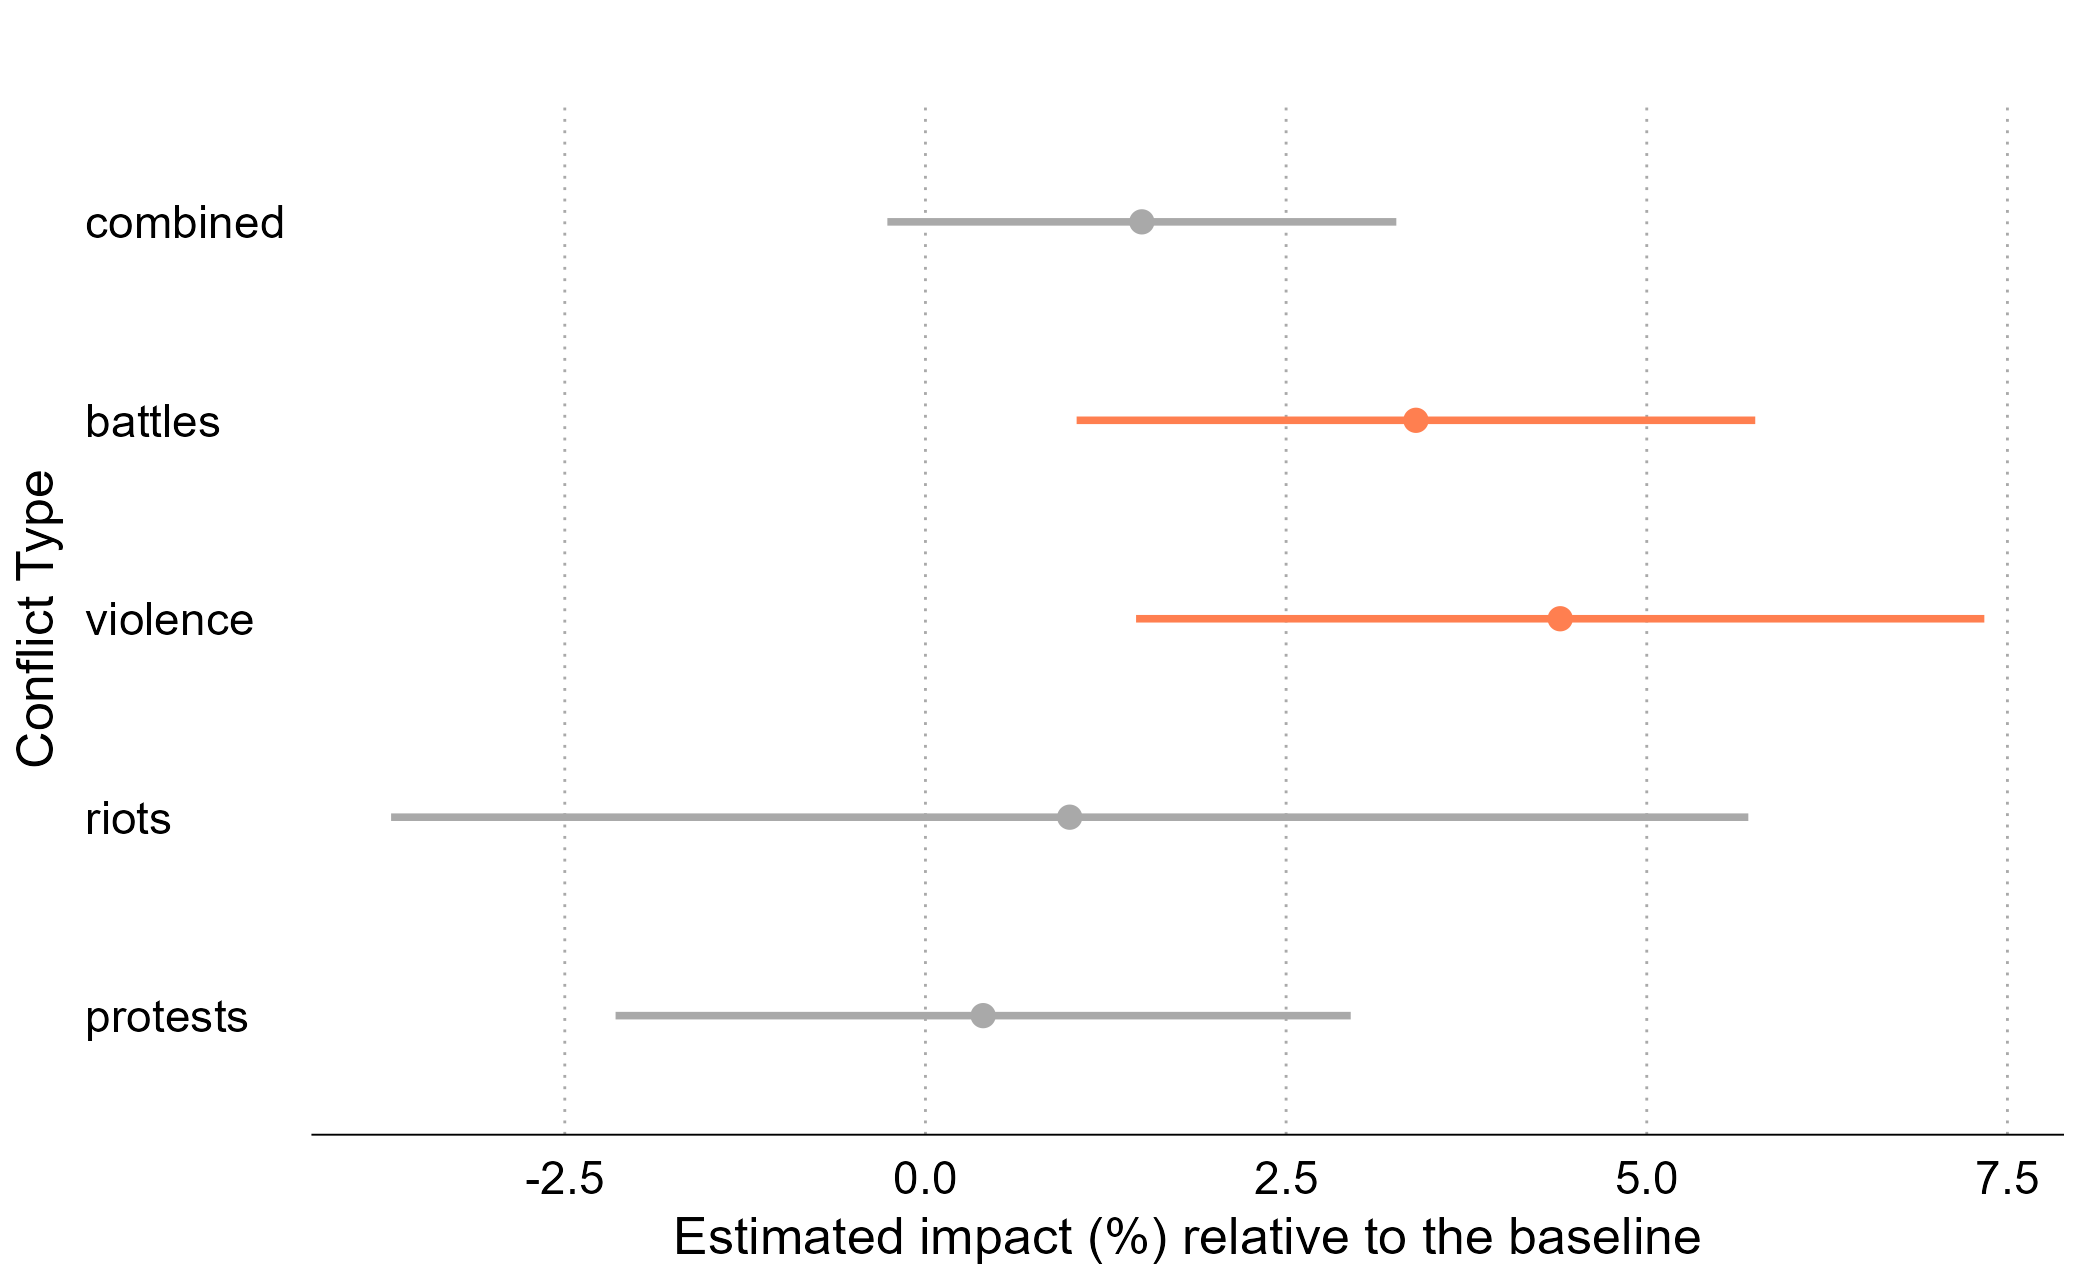 combined
battles
violence
riots
protests
Conflict Type
-2.5 0.0 2.5 5.0 7.5
Estimated impact (%) relative to the baseline